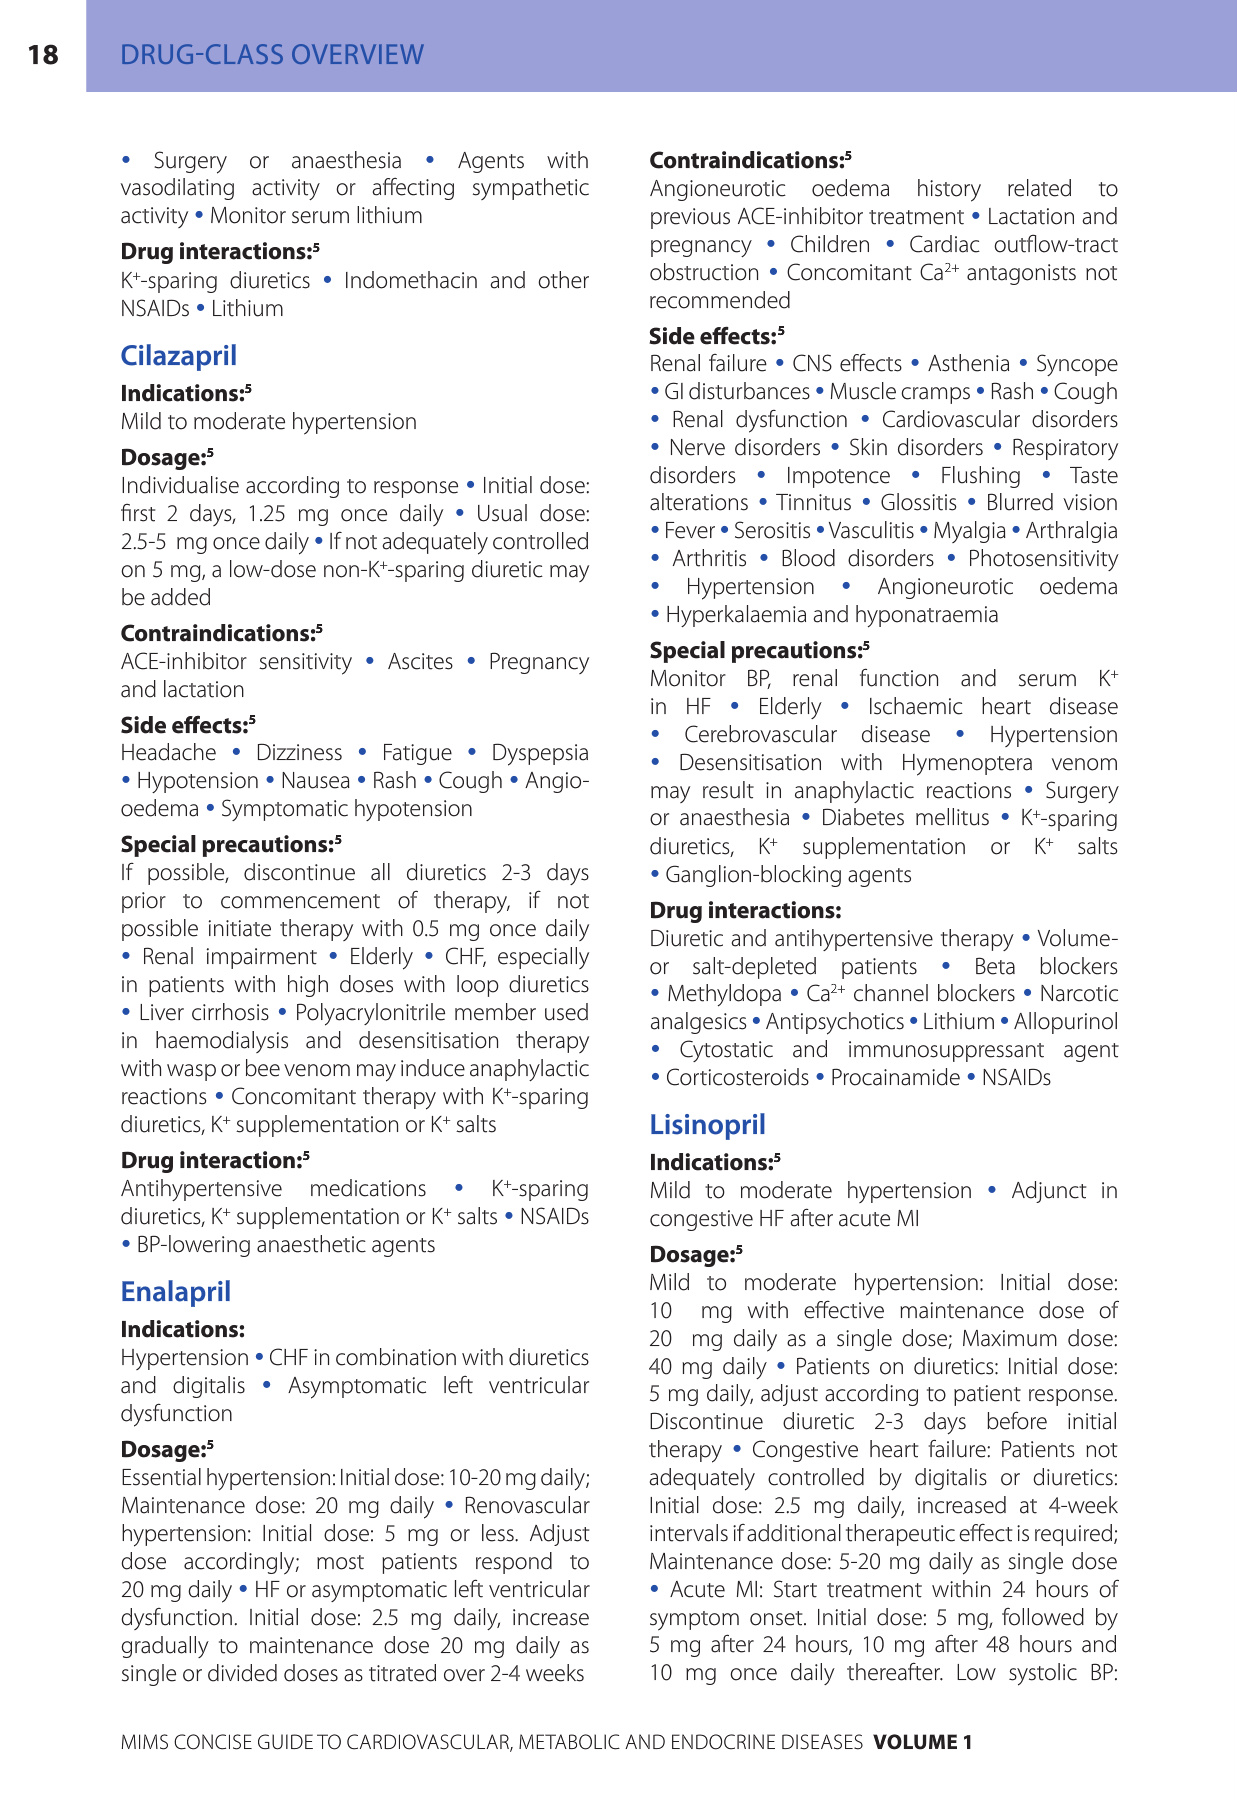 18
DRUG-CLASS OVERVIEW
• Surgery or anaesthesia • Agents with
vasodilating activity or affecting sympathetic
activity • Monitor serum lithium
Drug interactions:⁵
K⁺-sparing diuretics • Indomethacin and other
NSAIDs • Lithium
Cilazapril
Indications:⁵
Mild to moderate hypertension
Dosage:⁵
Individualise according to response • Initial dose:
first 2 days, 1.25 mg once daily • Usual dose:
2.5-5 mg once daily • If not adequately controlled
on 5 mg, a low-dose non-K⁺-sparing diuretic may
be added
Contraindications:⁵
ACE-inhibitor sensitivity • Ascites • Pregnancy
and lactation
Side effects:⁵
Headache • Dizziness • Fatigue • Dyspepsia
• Hypotension • Nausea • Rash • Cough • Angio-
oedema • Symptomatic hypotension
Special precautions:⁵
If possible, discontinue all diuretics 2-3 days
prior to commencement of therapy, if not
possible initiate therapy with 0.5 mg once daily
• Renal impairment • Elderly • CHF, especially
in patients with high doses with loop diuretics
• Liver cirrhosis • Polyacrylonitrile member used
in haemodialysis and desensitisation therapy
with wasp or bee venom may induce anaphylactic
reactions • Concomitant therapy with K⁺-sparing
diuretics, K⁺ supplementation or K⁺ salts
Drug interaction:⁵
Antihypertensive medications • K⁺-sparing
diuretics, K⁺ supplementation or K⁺ salts • NSAIDs
• BP-lowering anaesthetic agents
Enalapril
Indications:
Hypertension • CHF in combination with diuretics
and digitalis • Asymptomatic left ventricular
dysfunction
Dosage:⁵
Essential hypertension: Initial dose: 10-20 mg daily;
Maintenance dose: 20 mg daily • Renovascular
hypertension: Initial dose: 5 mg or less. Adjust
dose accordingly; most patients respond to
20 mg daily • HF or asymptomatic left ventricular
dysfunction. Initial dose: 2.5 mg daily, increase
gradually to maintenance dose 20 mg daily as
single or divided doses as titrated over 2-4 weeks
Contraindications:⁵
Angioneurotic oedema history related to
previous ACE-inhibitor treatment • Lactation and
pregnancy • Children • Cardiac outflow-tract
obstruction • Concomitant Ca²⁺ antagonists not
recommended
Side effects:⁵
Renal failure • CNS effects • Asthenia • Syncope
• GI disturbances • Muscle cramps • Rash • Cough
• Renal dysfunction • Cardiovascular disorders
• Nerve disorders • Skin disorders • Respiratory
disorders • Impotence • Flushing • Taste
alterations • Tinnitus • Glossitis • Blurred vision
• Fever • Serositis • Vasculitis • Myalgia • Arthralgia
• Arthritis • Blood disorders • Photosensitivity
• Hypertension • Angioneurotic oedema
• Hyperkalaemia and hyponatraemia
Special precautions:⁵
Monitor BP, renal function and serum K⁺
in HF • Elderly • Ischaemic heart disease
• Cerebrovascular disease • Hypertension
• Desensitisation with Hymenoptera venom
may result in anaphylactic reactions • Surgery
or anaesthesia • Diabetes mellitus • K⁺-sparing
diuretics, K⁺ supplementation or K⁺ salts
• Ganglion-blocking agents
Drug interactions:
Diuretic and antihypertensive therapy • Volume-
or salt-depleted patients • Beta blockers
• Methyldopa • Ca²⁺ channel blockers • Narcotic
analgesics • Antipsychotics • Lithium • Allopurinol
• Cytostatic and immunosuppressant agent
• Corticosteroids • Procainamide • NSAIDs
Lisinopril
Indications:⁵
Mild to moderate hypertension • Adjunct in
congestive HF after acute MI
Dosage:⁵
Mild to moderate hypertension: Initial dose:
10 mg with effective maintenance dose of
20 mg daily as a single dose; Maximum dose:
40 mg daily • Patients on diuretics: Initial dose:
5 mg daily, adjust according to patient response.
Discontinue diuretic 2-3 days before initial
therapy • Congestive heart failure: Patients not
adequately controlled by digitalis or diuretics:
Initial dose: 2.5 mg daily, increased at 4-week
intervals if additional therapeutic effect is required;
Maintenance dose: 5-20 mg daily as single dose
• Acute MI: Start treatment within 24 hours of
symptom onset. Initial dose: 5 mg, followed by
5 mg after 24 hours, 10 mg after 48 hours and
10 mg once daily thereafter. Low systolic BP:
MIMS CONCISE GUIDE TO CARDIOVASCULAR, METABOLIC AND ENDOCRINE DISEASES VOLUME 1